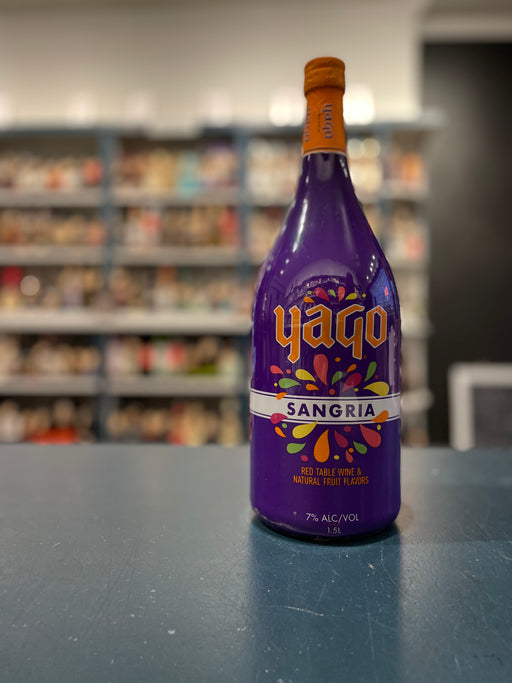 yago
yago
SANGRIA
RED TABLE WINE &
NATURAL FRUIT FLAVORS
7% ALC/VOL
1.5L